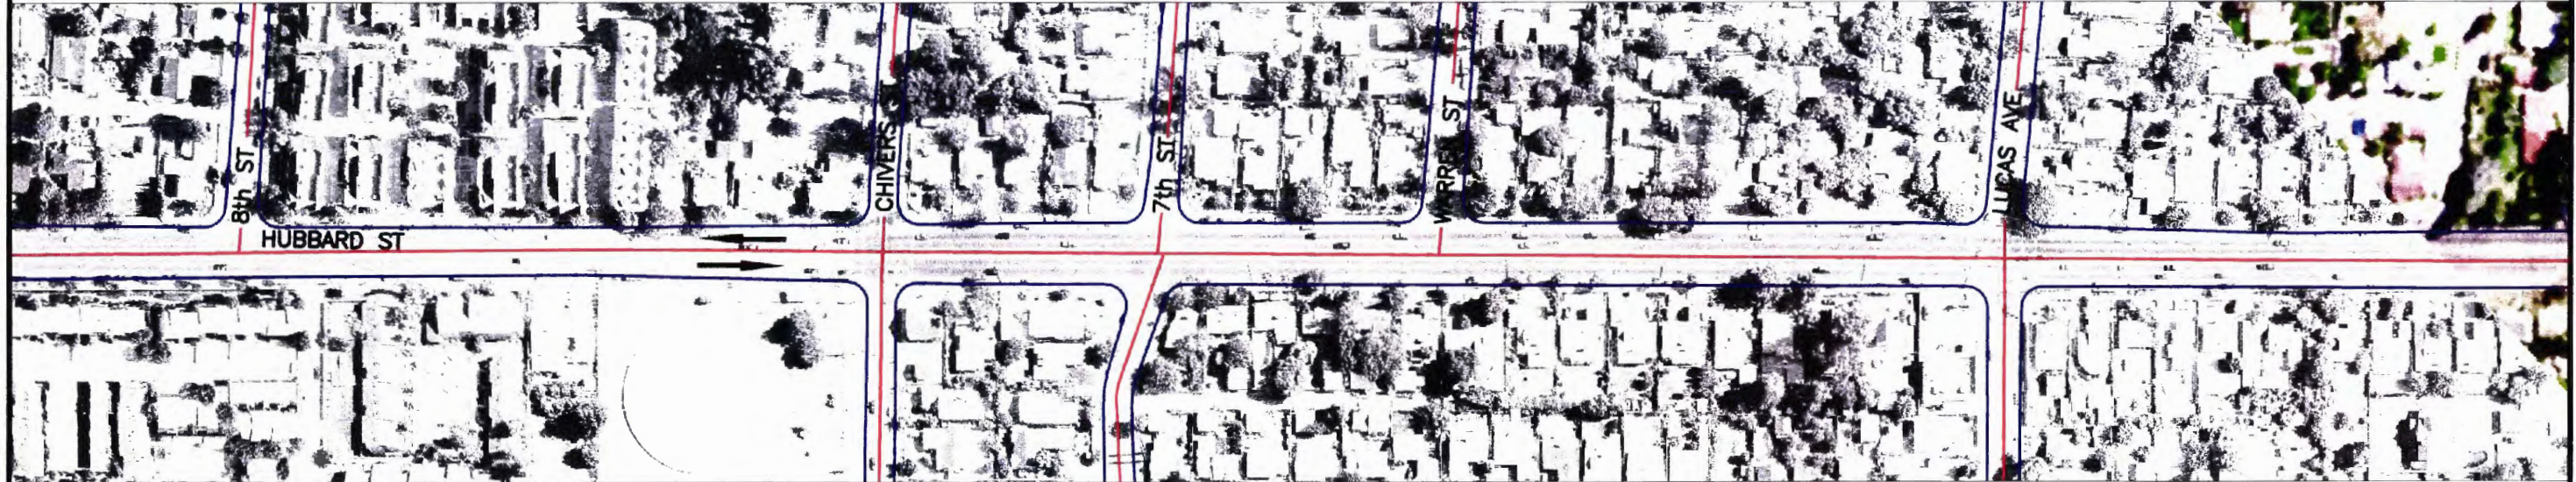 8th ST
HUBBARD ST
CHIVERS ST
7th ST
WARREN ST
LUCAS AVE